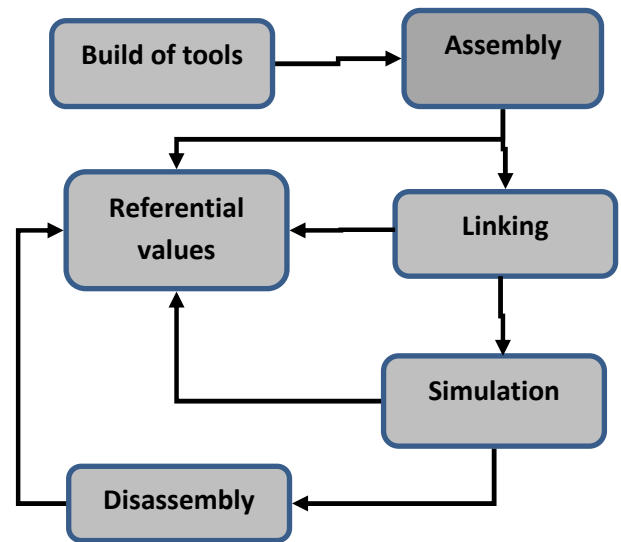 Build of tools
Assembly
Referential
values
Linking
Simulation
Disassembly